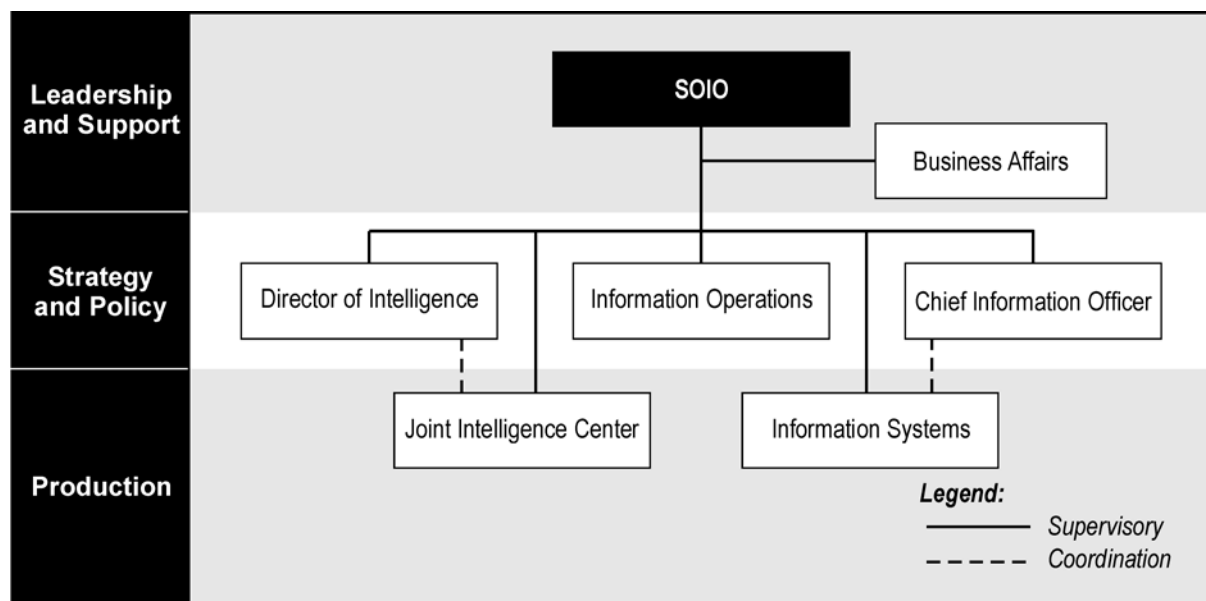 Leadership
and Support
SOIO
Business Affairs
Strategy
and Policy
Director of Intelligence
Information Operations
Chief Information Officer
Production
Joint Intelligence Center
Information Systems
Legend:
Supervisory
Coordination